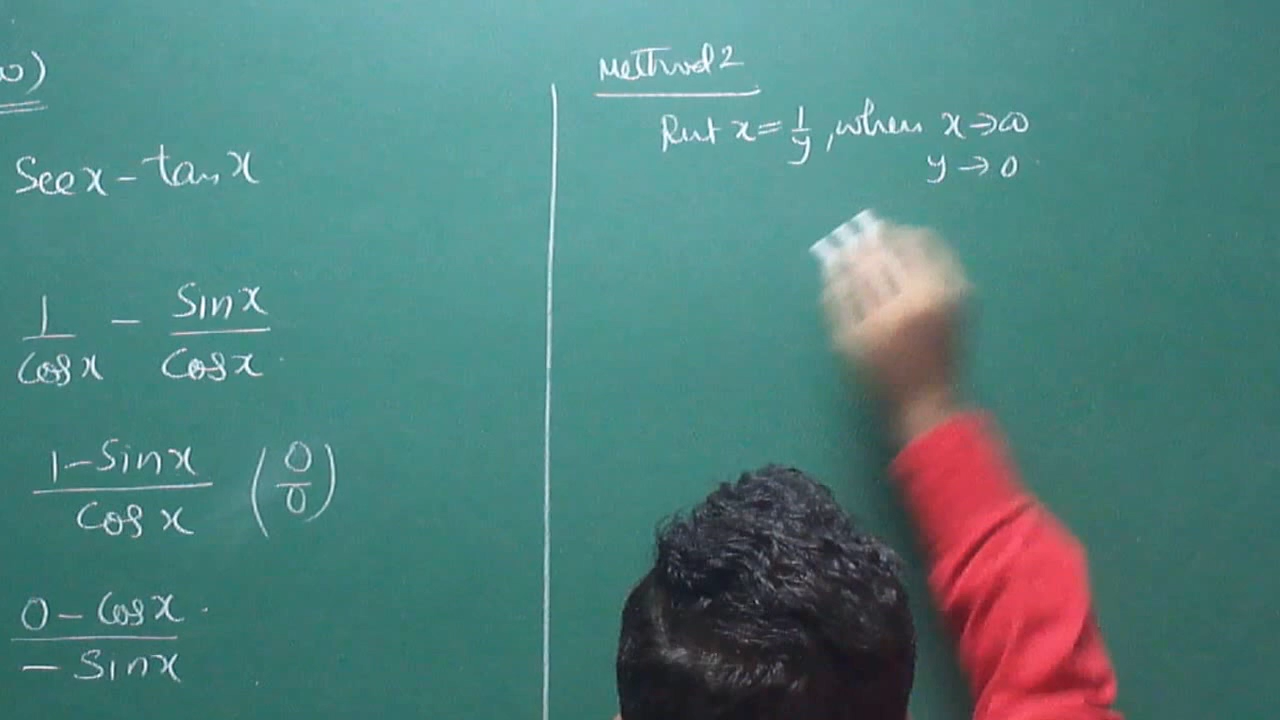 ∞)
Sec x - tan x
1/cos x - Sin x/Cos x
1-Sin x/Cos x (0/0)
0 - Cos x/- Sin x
Method 2
Put x = 1/y , when x → ∞
y → 0